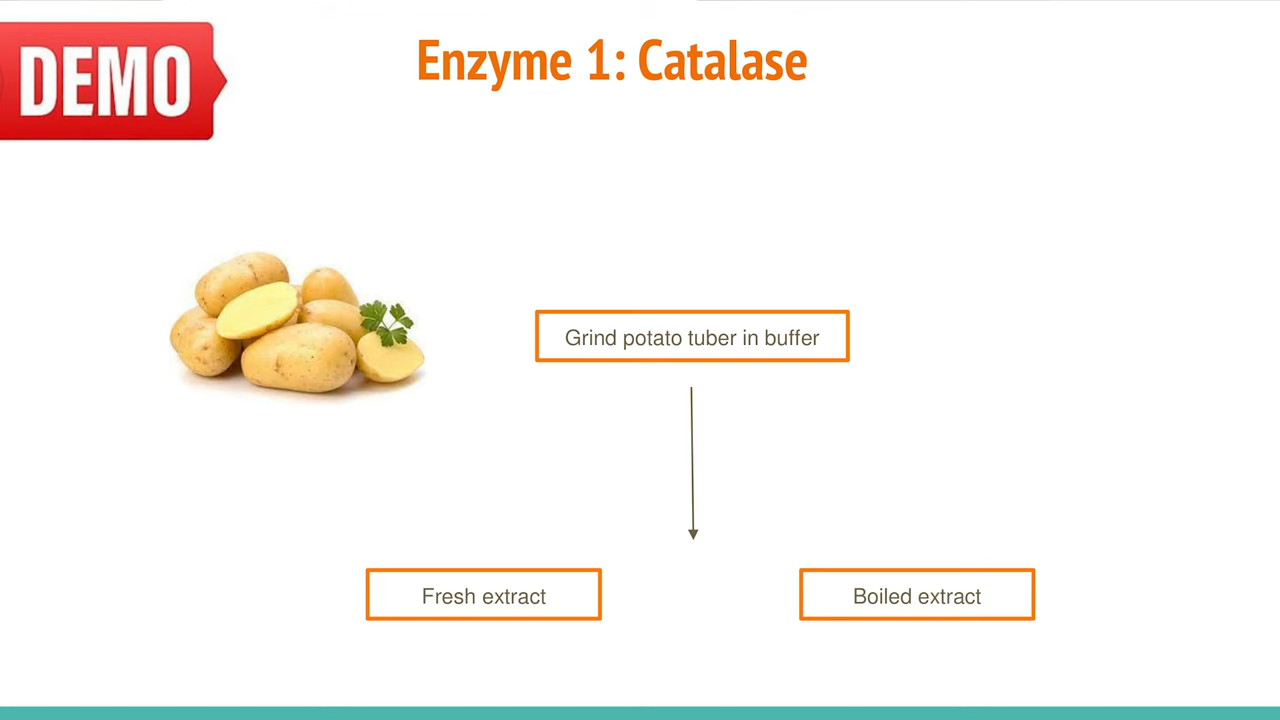 DEMO
Enzyme 1: Catalase
Grind potato tuber in buffer
Fresh extract
Boiled extract